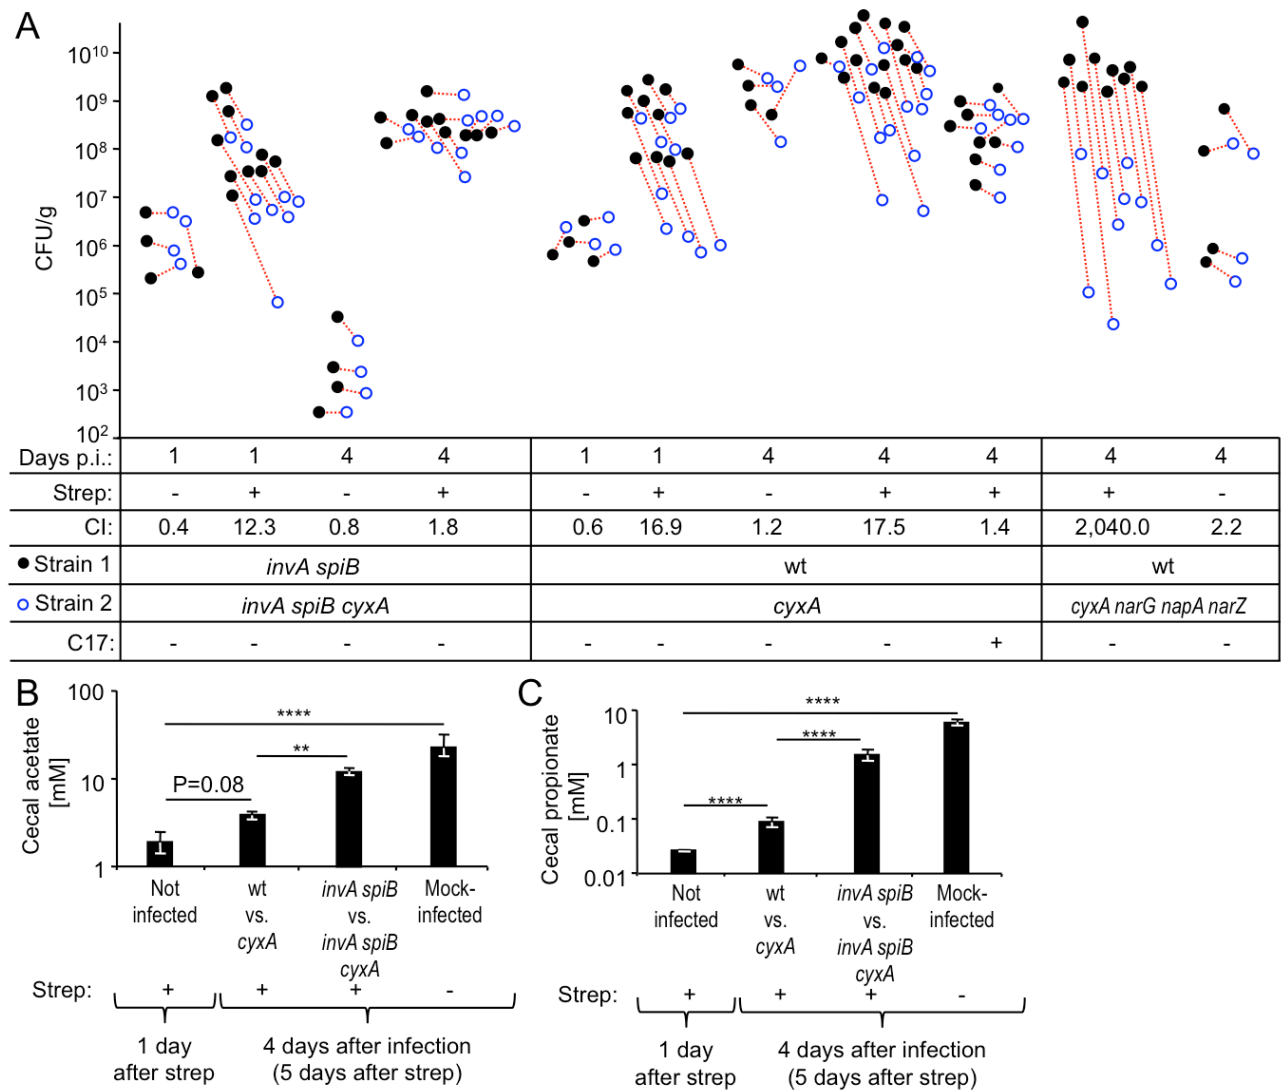 A
CFU/g
10¹⁰
10⁹
10⁸
10⁷
10⁶
10⁵
10⁴
10³
10²
Days p.i.: 1 1 4 4 1 1 4 4 4 4 4
Strep: - + - + - + - + + + -
CI: 0.4 12.3 0.8 1.8 0.6 16.9 1.2 17.5 1.4 2,040.0 2.2
Strain 1 invA spiB wt wt
Strain 2 invA spiB cyxA cyxA cyxA narG napA narZ
C17: - - - - - - - - + - -
B
Cecal acetate
[mM]
100
10
1
****
**
P=0.08
Not
infected
wt
vs.
cyxA
invA spiB
vs.
invA spiB
cyxA
Mock-
infected
Strep: + + + -
1 day
after strep
4 days after infection
(5 days after strep)
C
Cecal propionate
[mM]
10
1
0.1
0.01
****
****
****
Not
infected
wt
vs.
cyxA
invA spiB
vs.
invA spiB
cyxA
Mock-
infected
Strep: + + + -
1 day
after strep
4 days after infection
(5 days after strep)